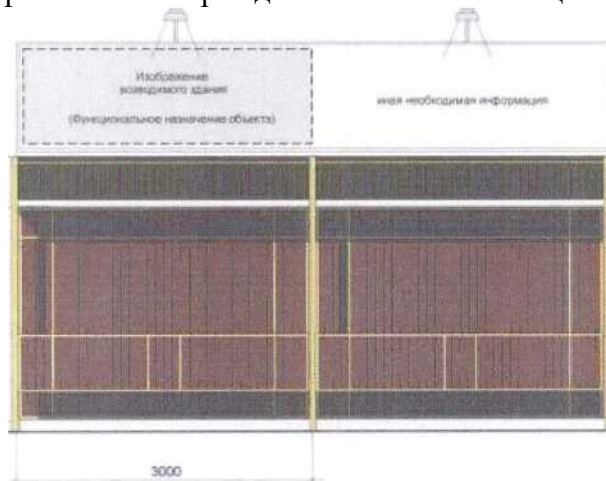 Изображение
возводимого здания
(Функциональное назначение объекта)
иная необходимая информация
3000